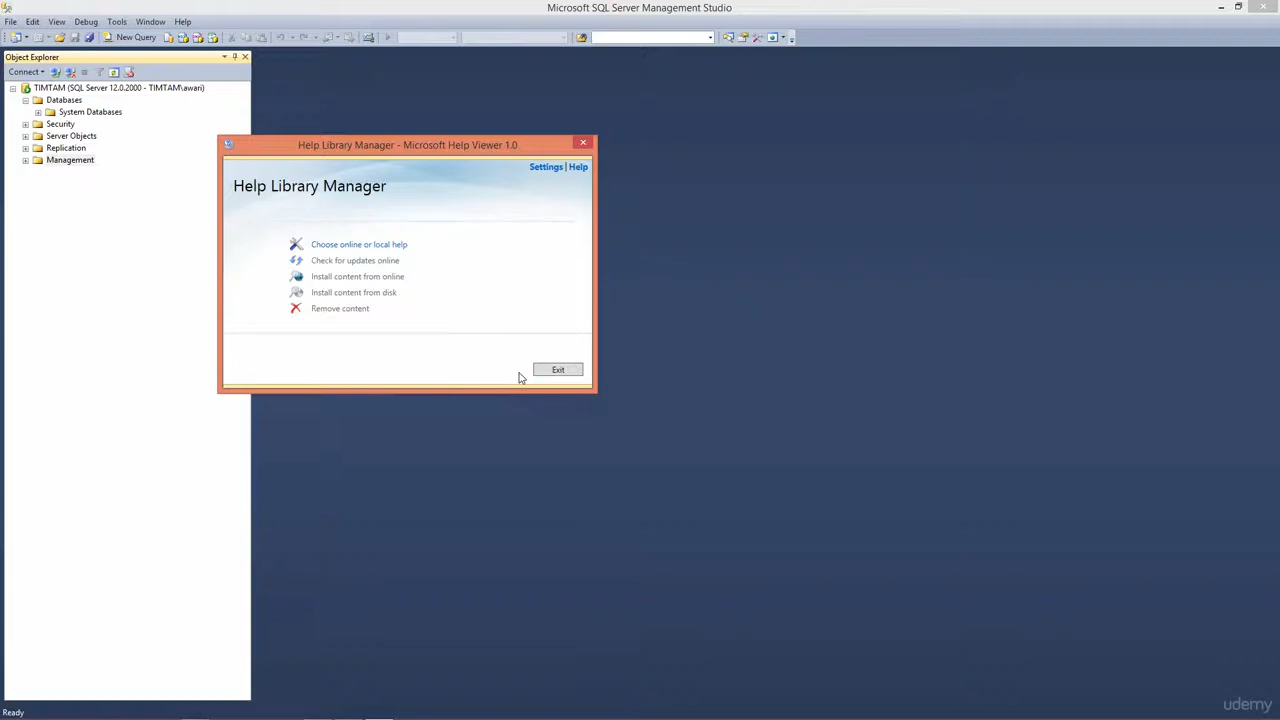 Microsoft SQL Server Management Studio
File Edit View Debug Tools Window Help
New Query
Object Explorer
Connect
TIMTAM (SQL Server 12.0.2000 - TIMTAM\awari)
Databases
System Databases
Security
Server Objects
Replication
Management
Help Library Manager - Microsoft Help Viewer 1.0
Settings | Help
Help Library Manager
Choose online or local help
Check for updates online
Install content from online
Install content from disk
Remove content
Exit
Ready
udemy